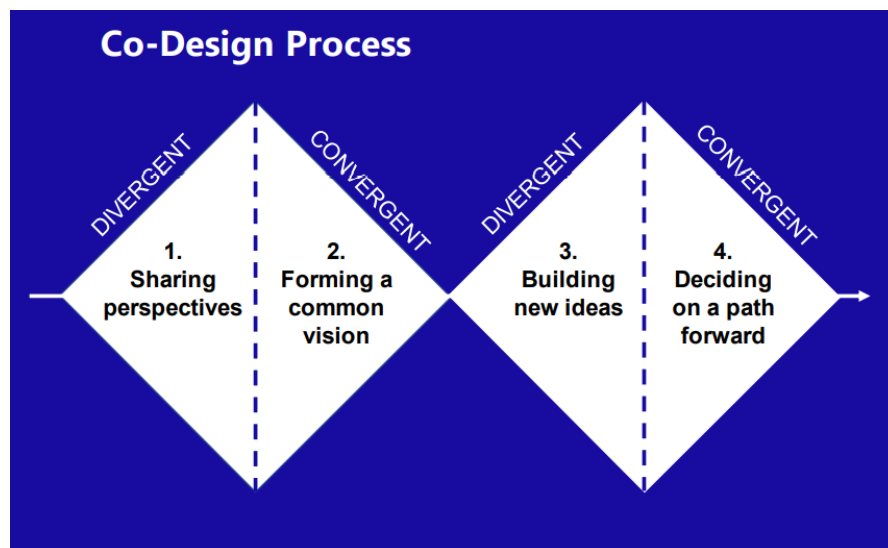 Co-Design Process
DIVERGENT
CONVERGENT
DIVERGENT
CONVERGENT
1.
Sharing
perspectives
2.
Forming a
common
vision
3.
Building
new ideas
4.
Deciding
on a path
forward